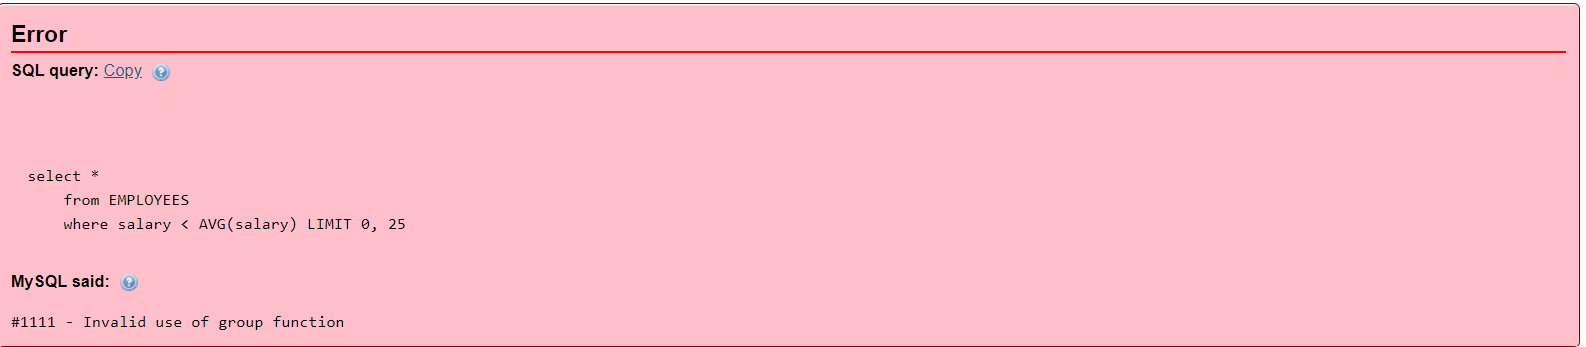 Error
SQL query: Copy
select *
from EMPLOYEES
where salary < AVG(salary) LIMIT 0, 25
MySQL said:
#1111 - Invalid use of group function